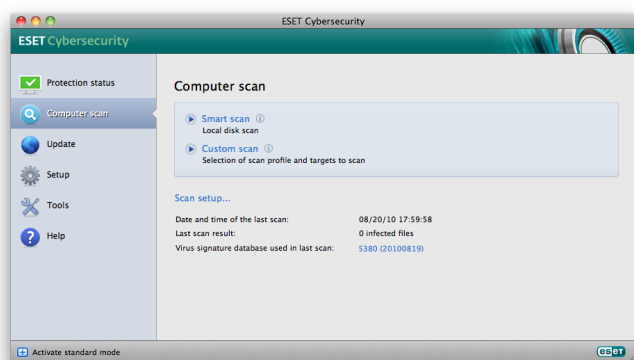 ESET Cybersecurity
ESET Cybersecurity
Protection status
Computer scan
Update
Setup
Tools
Help
Computer scan
Smart scan
Local disk scan
Custom scan
Selection of scan profile and targets to scan
Scan setup...
Date and time of the last scan: 08/20/10 17:59:58
Last scan result: 0 infected files
Virus signature database used in last scan: 5380 (20100819)
Activate standard mode
eset